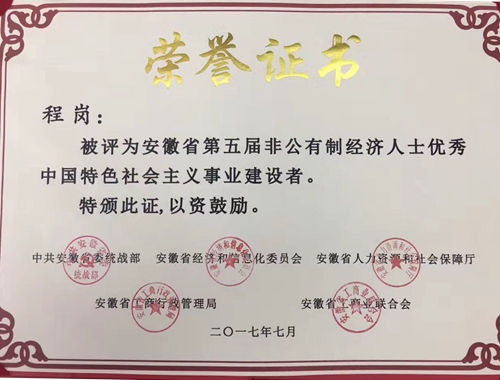 荣誉证书
程岗：
被评为安徽省第五届非公有制经济人士优秀
中国特色社会主义事业建设者。
特颁此证,以资鼓励。
中共安徽省委统战部 安徽省经济和信息化委员会 安徽省人力资源和社会保障厅
安徽省工商行政管理局 安徽省工商业联合会
二〇一七年七月